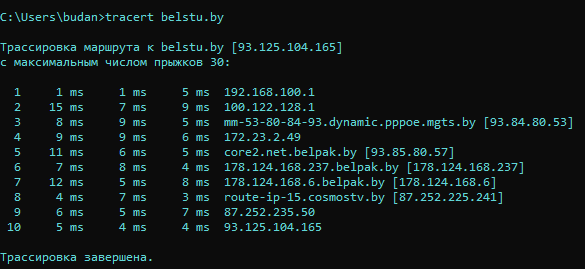 C:\Users\budan>tracert belstu.by
Трассировка маршрута к belstu.by [93.125.104.165]
с максимальным числом прыжков 30:
1 1 ms 1 ms 5 ms 192.168.100.1
2 15 ms 7 ms 9 ms 100.122.128.1
3 8 ms 9 ms 5 ms mm-53-80-84-93.dynamic.pppoe.mgts.by [93.84.80.53]
4 9 ms 9 ms 6 ms 172.23.2.49
5 11 ms 6 ms 5 ms core2.net.belpak.by [93.85.80.57]
6 7 ms 8 ms 4 ms 178.124.168.237.belpak.by [178.124.168.237]
7 12 ms 5 ms 8 ms 178.124.168.6.belpak.by [178.124.168.6]
8 4 ms 7 ms 3 ms route-ip-15.cosmostv.by [87.252.225.241]
9 6 ms 5 ms 7 ms 87.252.235.50
10 5 ms 4 ms 4 ms 93.125.104.165
Трассировка завершена.